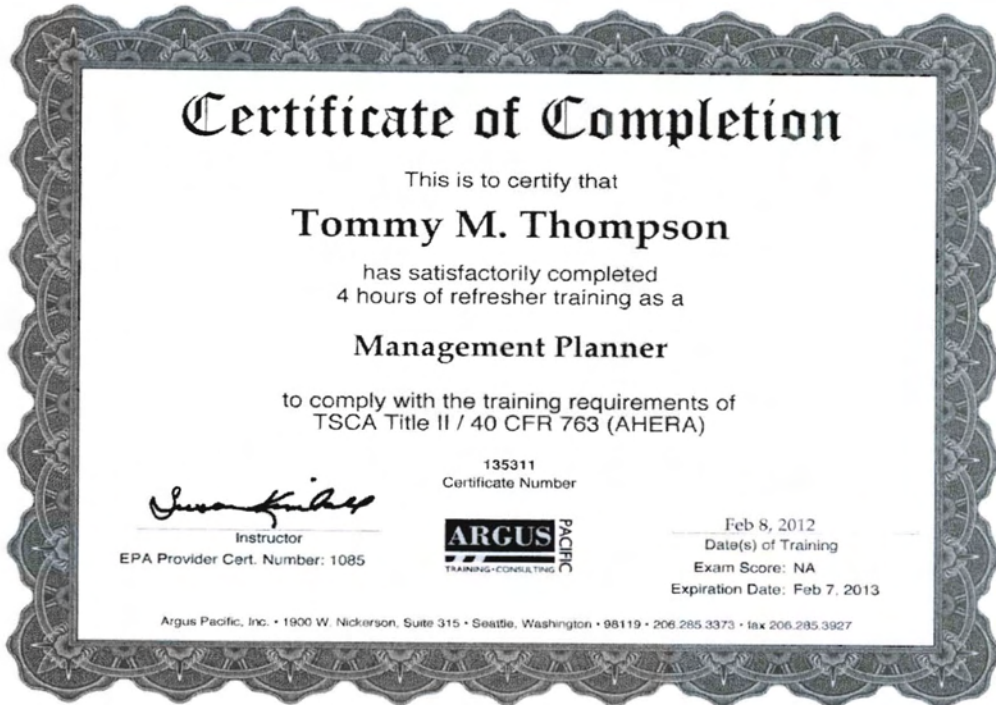 Certificate of Completion
This is to certify that
Tommy M. Thompson
has satisfactorily completed
4 hours of refresher training as a
Management Planner
to comply with the training requirements of
TSCA Title II / 40 CFR 763 (AHERA)
135311
Certificate Number
Instructor
EPA Provider Cert. Number: 1085
ARGUS
PACIFIC
TRAINING•CONSULTING
Feb 8, 2012
Date(s) of Training
Exam Score: NA
Expiration Date: Feb 7, 2013
Argus Pacific, Inc. • 1900 W. Nickerson, Suite 315 • Seattle, Washington • 98119 • 206.285.3373 • fax 206.285.3927